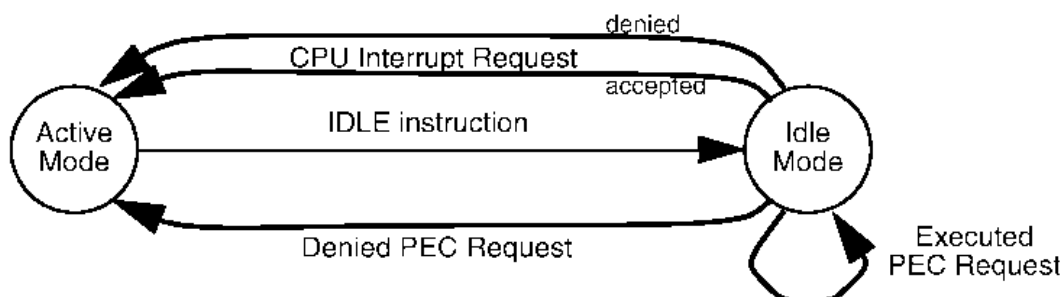 denied
CPU Interrupt Request
accepted
IDLE instruction
Active
Mode
Idle
Mode
Denied PEC Request
Executed
PEC Request